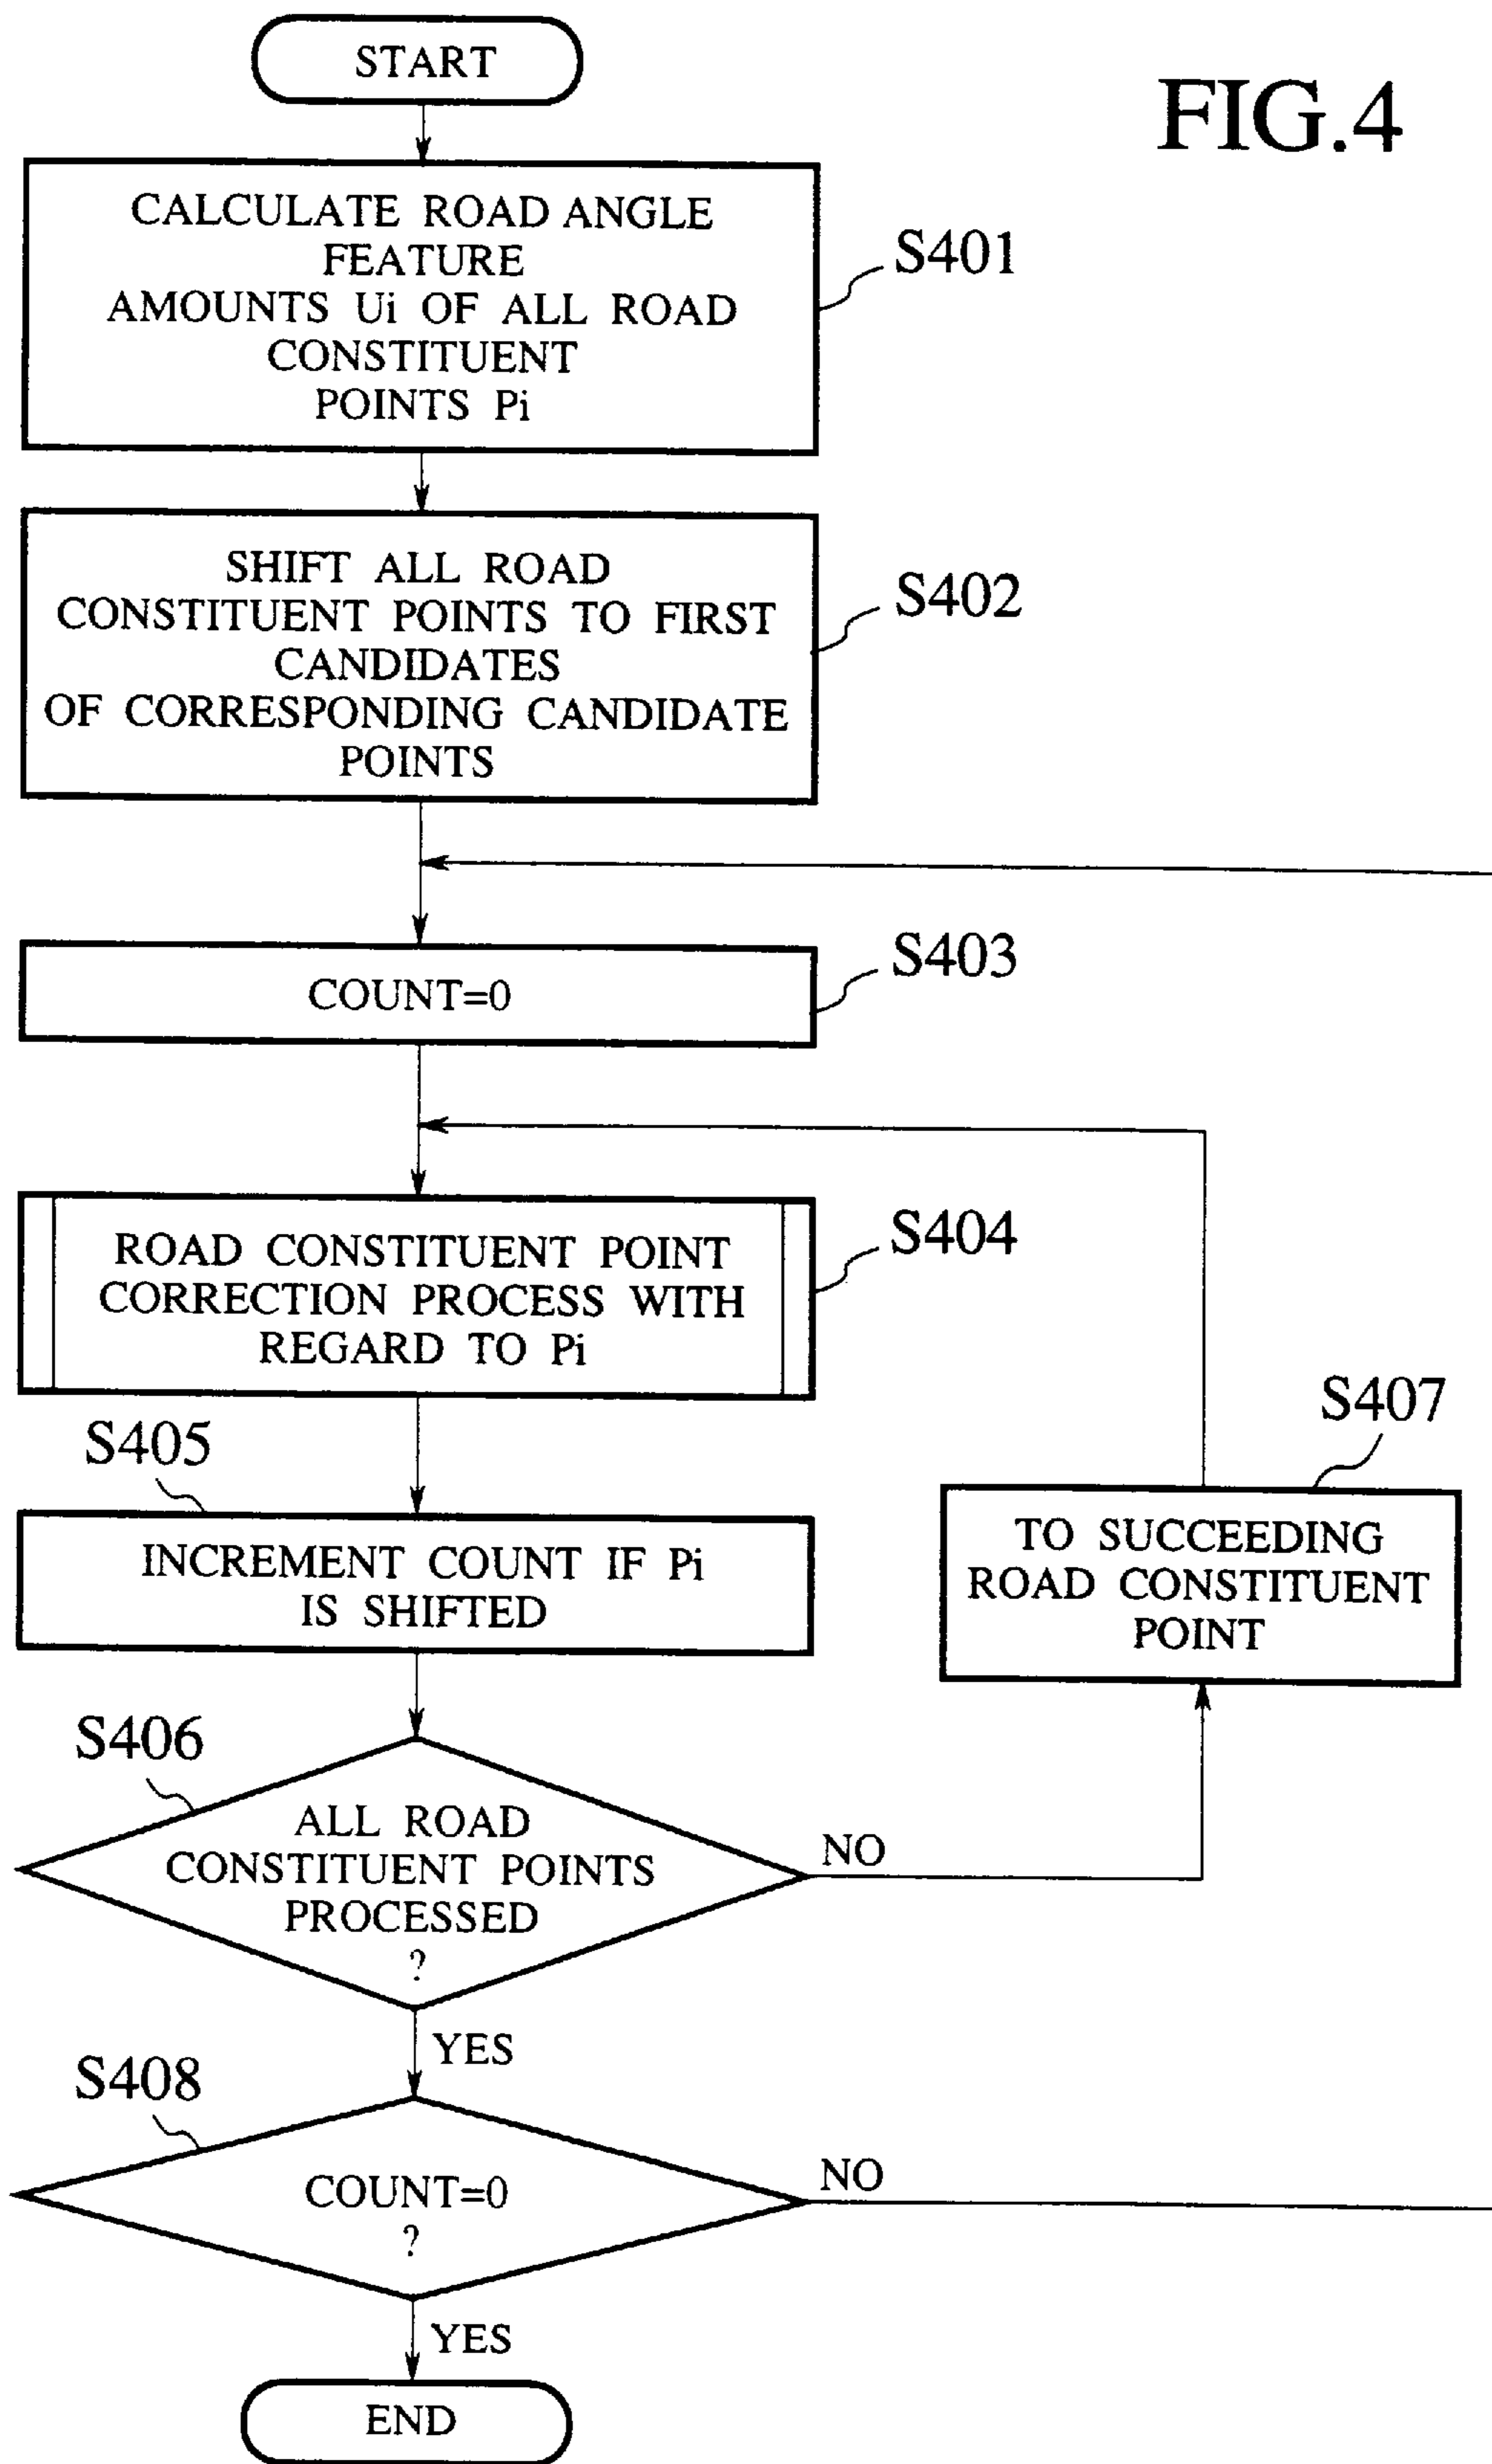 START
FIG.4
CALCULATE ROAD ANGLE
FEATURE
AMOUNTS Ui OF ALL ROAD
CONSTITUENT
POINTS Pi
S401
SHIFT ALL ROAD
CONSTITUENT POINTS TO FIRST
CANDIDATES
OF CORRESPONDING CANDIDATE
POINTS
S402
COUNT=0
S403
ROAD CONSTITUENT POINT
CORRECTION PROCESS WITH
REGARD TO Pi
S404
S405
INCREMENT COUNT IF Pi
IS SHIFTED
S407
TO SUCCEEDING
ROAD CONSTITUENT
POINT
S406
ALL ROAD
CONSTITUENT POINTS
PROCESSED
?
NO
YES
S408
COUNT=0
?
NO
YES
END